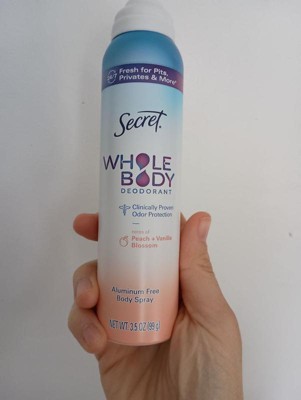 Fresh for Pits,
Privates & More
Secret.
WHOLE
BODY
DEODORANT
Clinically Proven
Odor Protection
Peach + Vanilla
Blossom
Aluminum Free
Body Spray
NET WT 3.5 OZ (99 g)